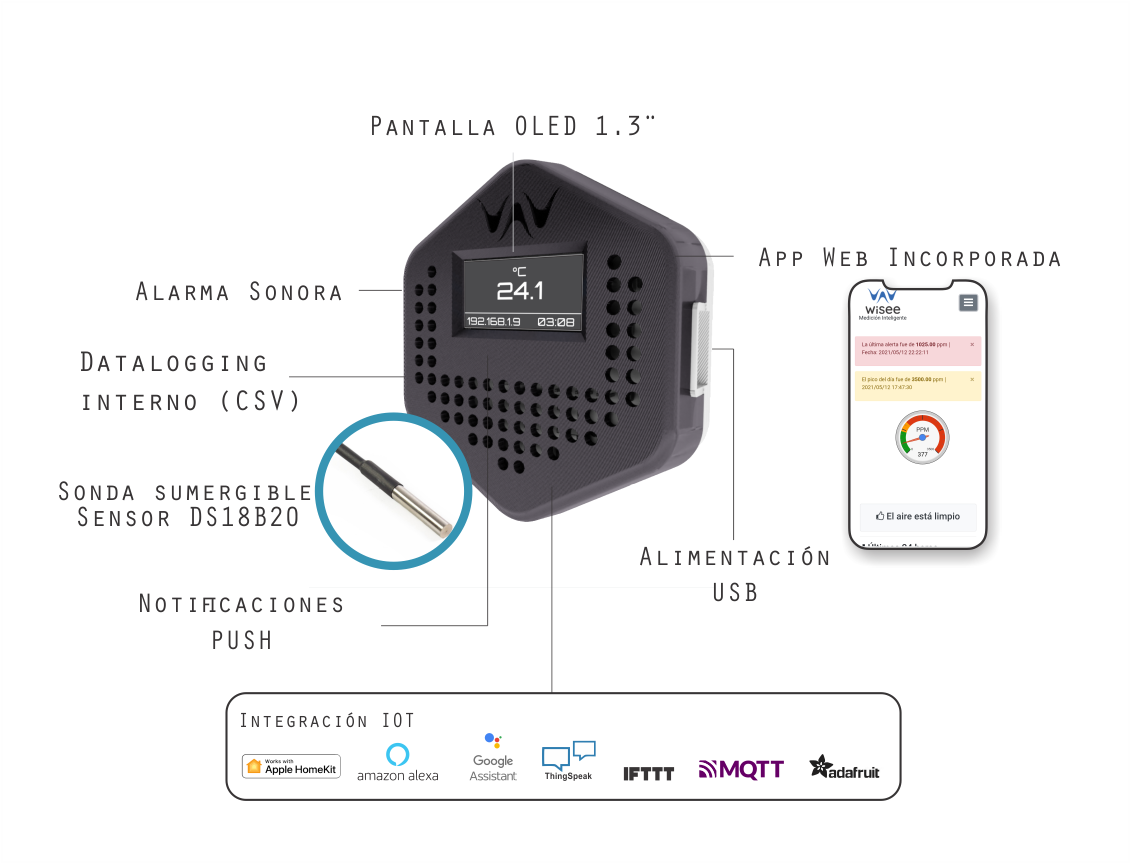 Pantalla OLED 1.3¨
App Web Incorporada
Alarma Sonora
°C
24.1
192.168.1.9 03:08
Datalogging
interno (CSV)
Sonda sumergible
Sensor DS18B20
Notificaciones
PUSH
Alimentación
USB
wisee
Medición Inteligente
La última alerta fue de 1025.00 ppm |
Fecha: 2021/05/12 22:22:11
×
El pico del día fue de 3500.00 ppm |
2021/05/12 17:47:30
×
PPM
377
El aire está limpio
Integración IOT
Works with
Apple HomeKit
amazon alexa
Google
Assistant
ThingSpeak
IFTTT
MQTT
adafruit